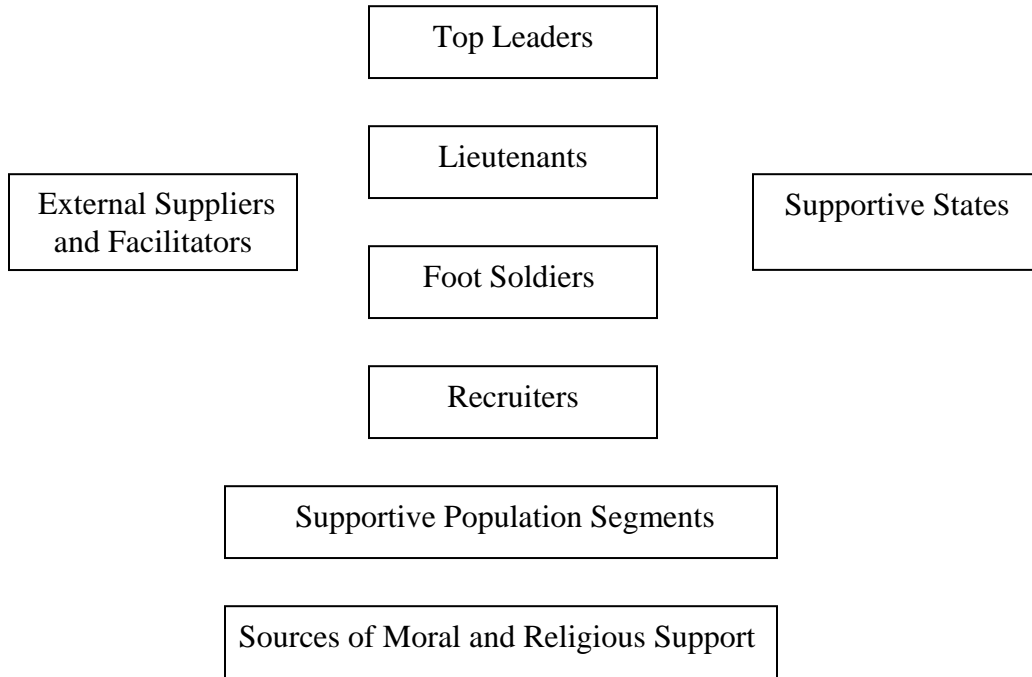 Top Leaders
Lieutenants
External Suppliers
and Facilitators
Supportive States
Foot Soldiers
Recruiters
Supportive Population Segments
Sources of Moral and Religious Support